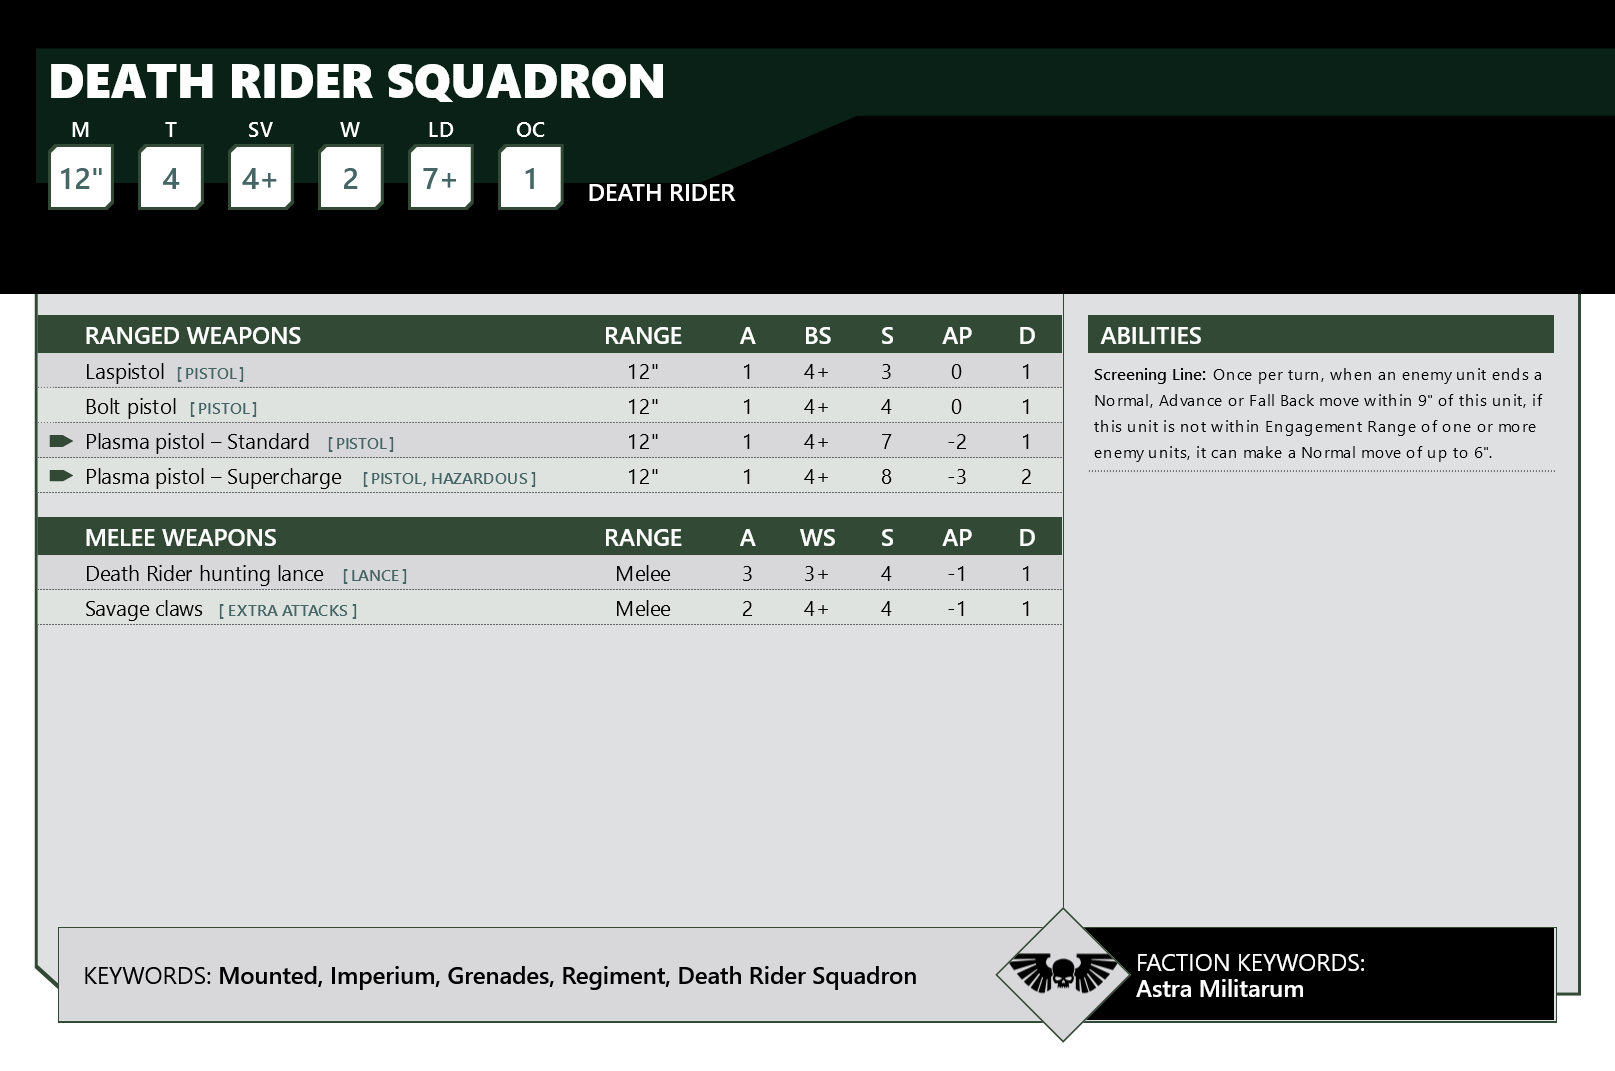 DEATH RIDER SQUADRON
M T SV W LD OC
12" 4 4+ 2 7+ 1 DEATH RIDER
RANGED WEAPONS RANGE A BS S AP D
Laspistol [PISTOL] 12" 1 4+ 3 0 1
Bolt pistol [PISTOL] 12" 1 4+ 4 0 1
Plasma pistol – Standard [PISTOL] 12" 1 4+ 7 -2 1
Plasma pistol – Supercharge [PISTOL, HAZARDOUS] 12" 1 4+ 8 -3 2
MELEE WEAPONS RANGE A WS S AP D
Death Rider hunting lance [LANCE] Melee 3 3+ 4 -1 1
Savage claws [EXTRA ATTACKS] Melee 2 4+ 4 -1 1
ABILITIES
Screening Line: Once per turn, when an enemy unit ends a
Normal, Advance or Fall Back move within 9" of this unit, if
this unit is not within Engagement Range of one or more
enemy units, it can make a Normal move of up to 6".
KEYWORDS: Mounted, Imperium, Grenades, Regiment, Death Rider Squadron
FACTION KEYWORDS:
Astra Militarum